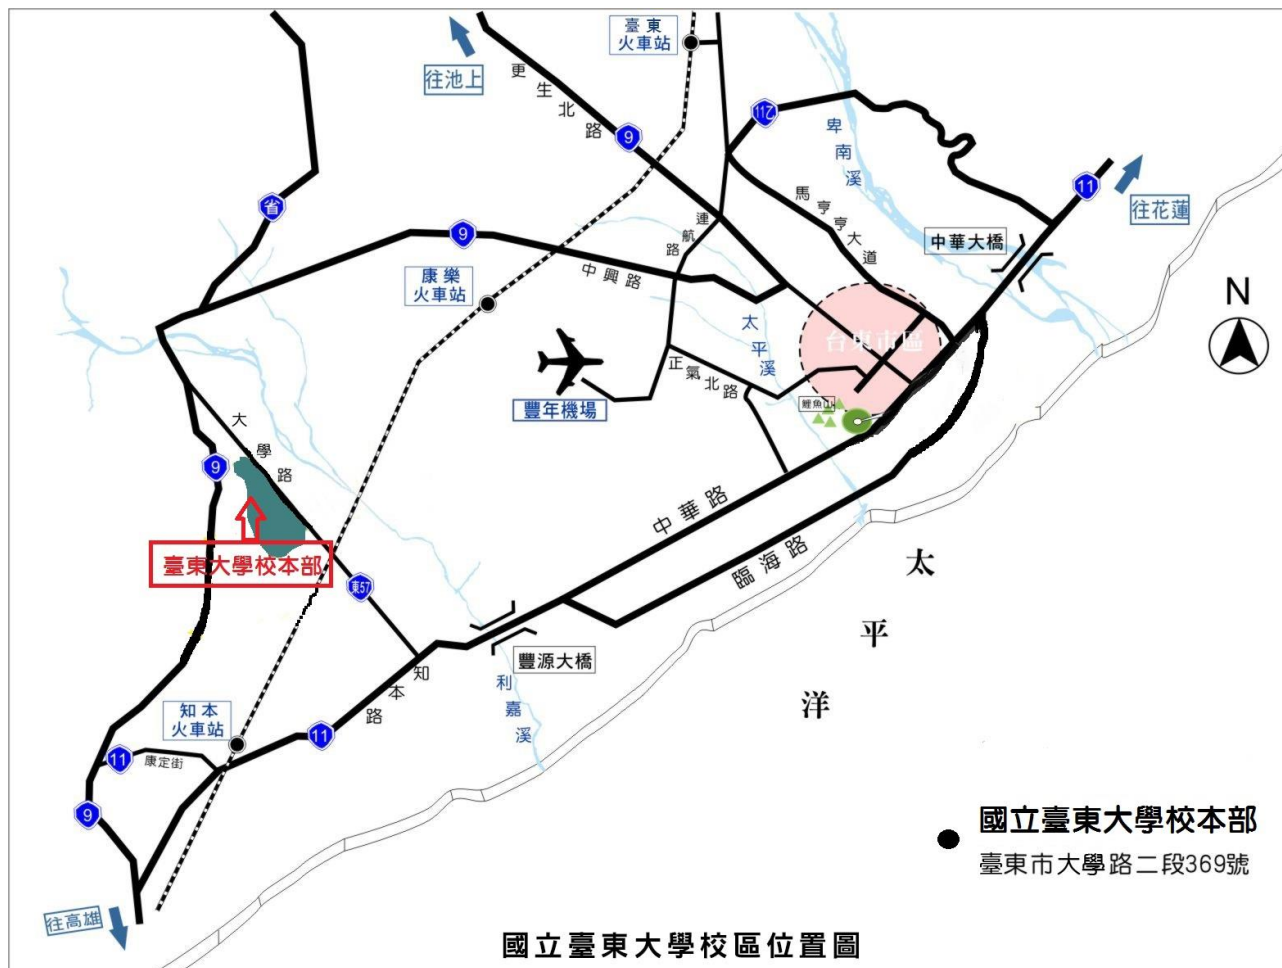 臺東
火車站
往池上
更生北路
9
11乙
卑南溪
11
往花蓮
省
9
連航路
馬亨亨大道
中華大橋
康樂
火車站
中興路
N
太平溪
台東市區
正氣北路
豐年機場
鯉魚山
大學路
9
臺東大學校本部
東57
中華路
臨海路
太平洋
豐源大橋
知本路
利嘉溪
知本
火車站
11
11
康定街
9
往高雄
國立臺東大學校本部
臺東市大學路二段369號
國立臺東大學校區位置圖